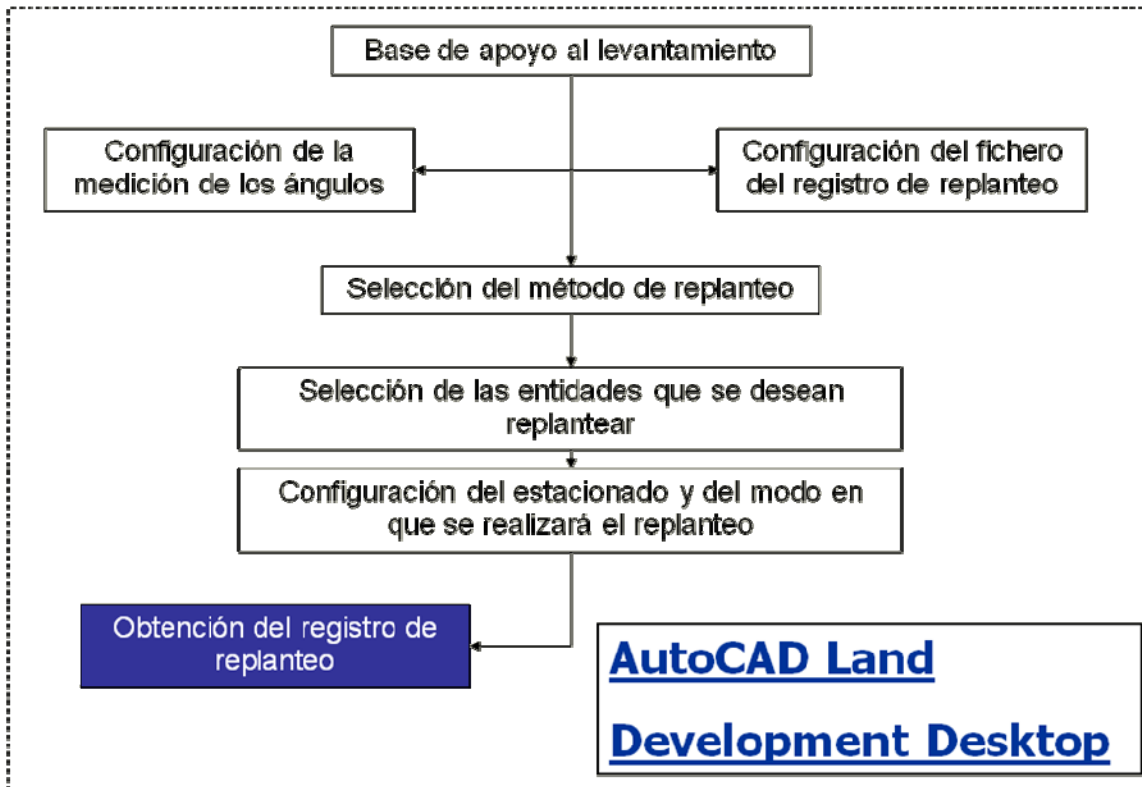 Base de apoyo al levantamiento
Configuración de la
medición de los ángulos
Configuración del fichero
del registro de replanteo
Selección del método de replanteo
Selección de las entidades que se desean
replantear
Configuración del estacionado y del modo en
que se realizará el replanteo
Obtención del registro de
replanteo
AutoCAD Land
Development Desktop